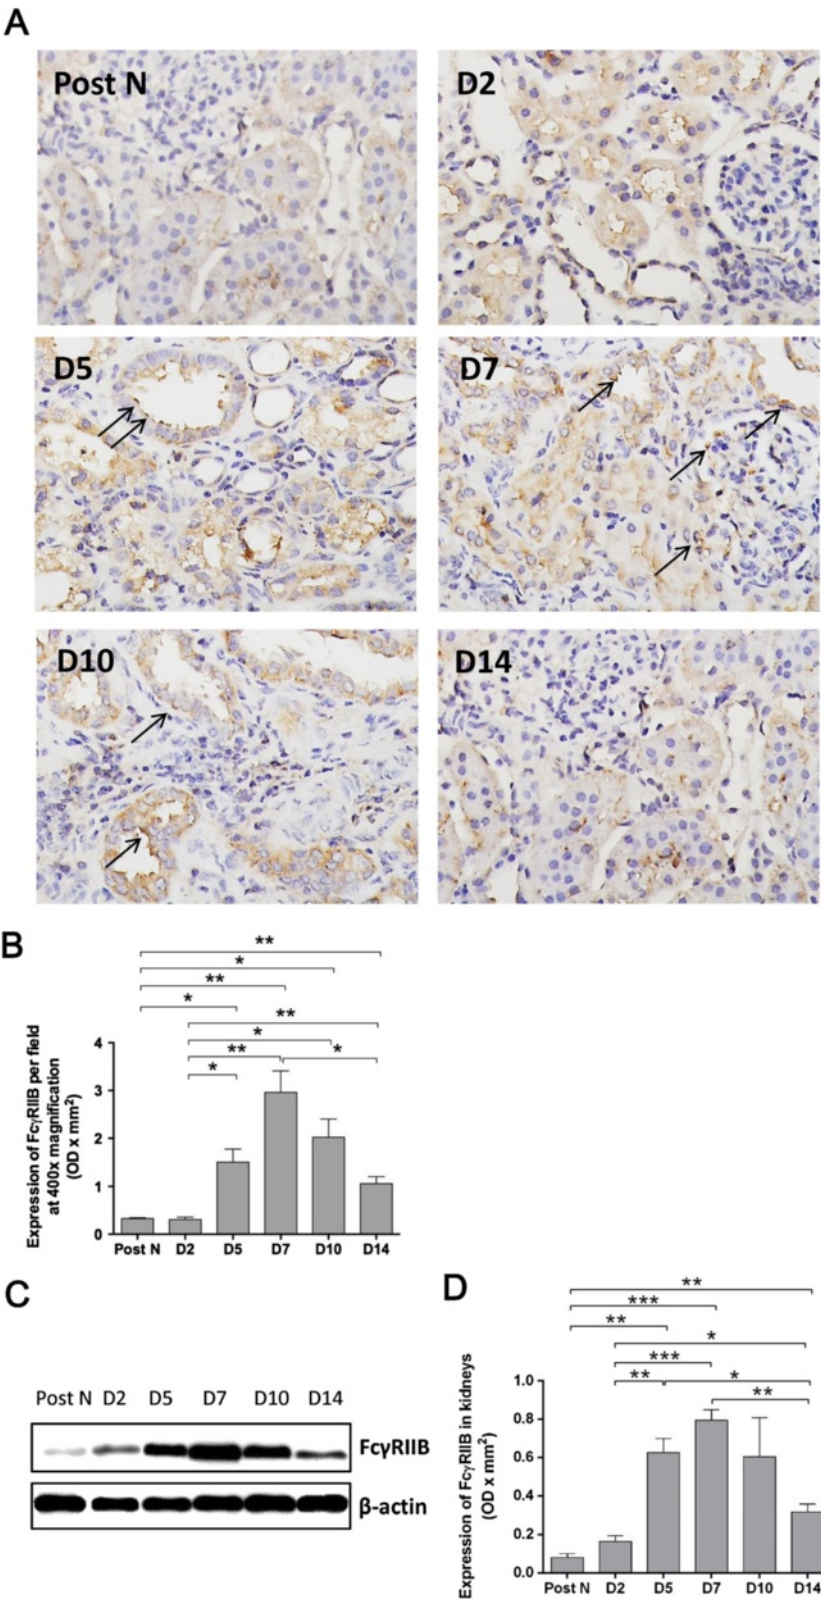 A
Post N
D2
D5
D7
D10
D14
B
**
*
**
*
**
*
**
*
*
Expression of FcγRIIB per field
at 400x magnification
(OD x mm²)
4
3
2
1
0
Post N D2 D5 D7 D10 D14
C
Post N D2 D5 D7 D10 D14
FcγRIIB
β-actin
D
**
***
**
*
***
**
*
**
Expression of FcγRIIB in kidneys
(OD x mm²)
1.0
0.8
0.6
0.4
0.2
0.0
Post N D2 D5 D7 D10 D14